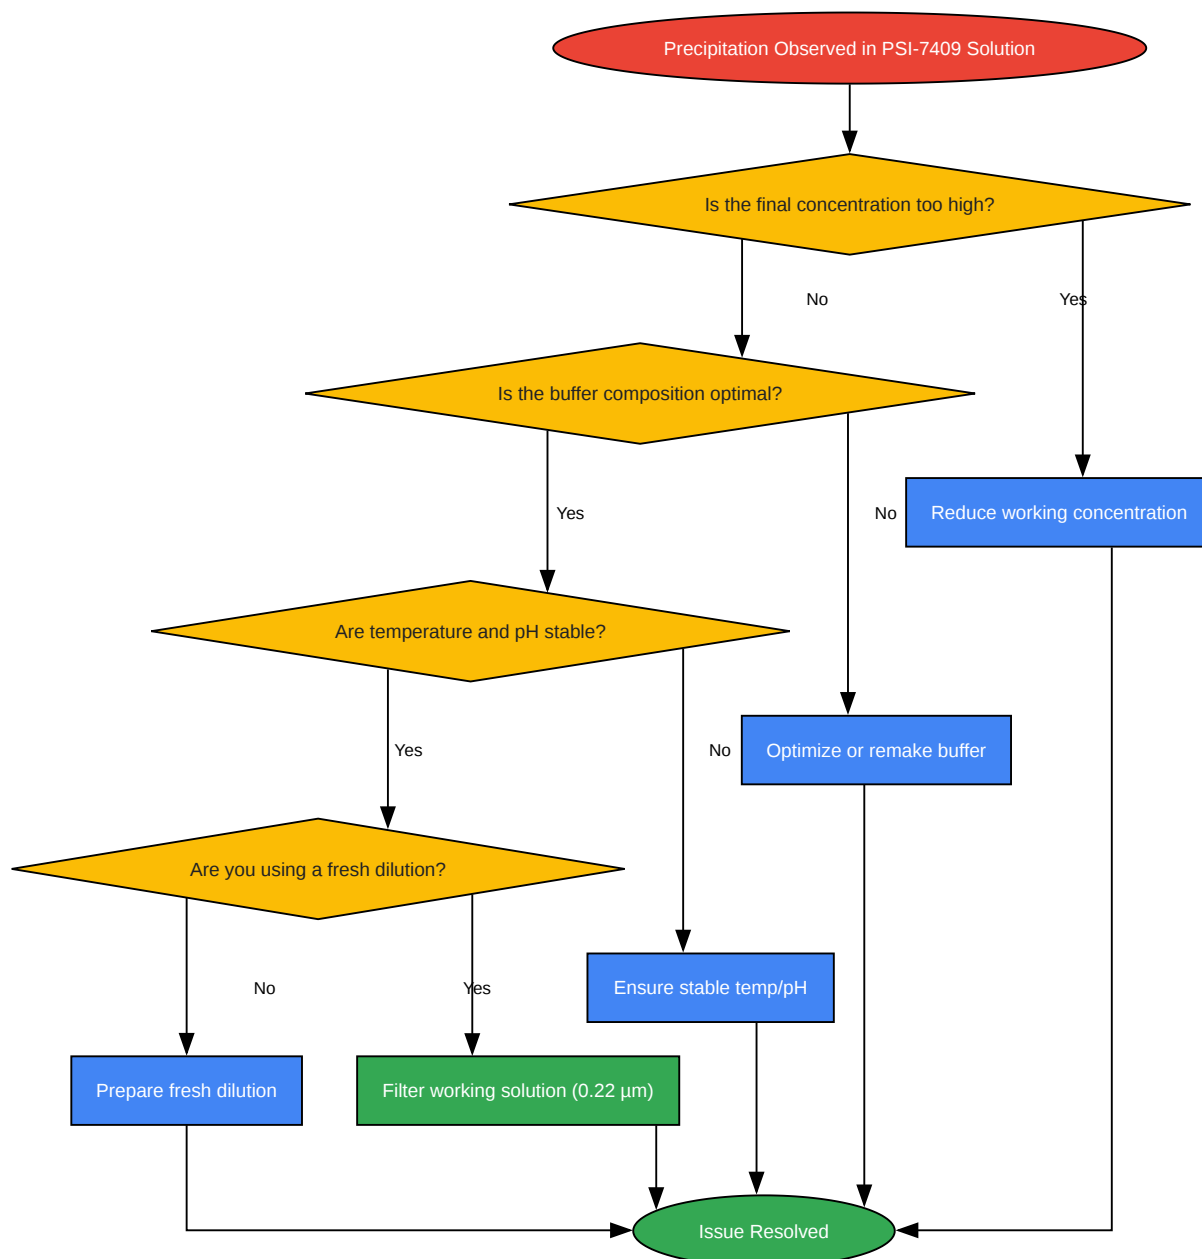 Precipitation Observed in PSI-7409 Solution
Is the final concentration too high?
No
Yes
Is the buffer composition optimal?
Yes
No
Reduce working concentration
Are temperature and pH stable?
Yes
No
Optimize or remake buffer
Are you using a fresh dilution?
No
Yes
Ensure stable temp/pH
Prepare fresh dilution
Filter working solution (0.22 µm)
Issue Resolved